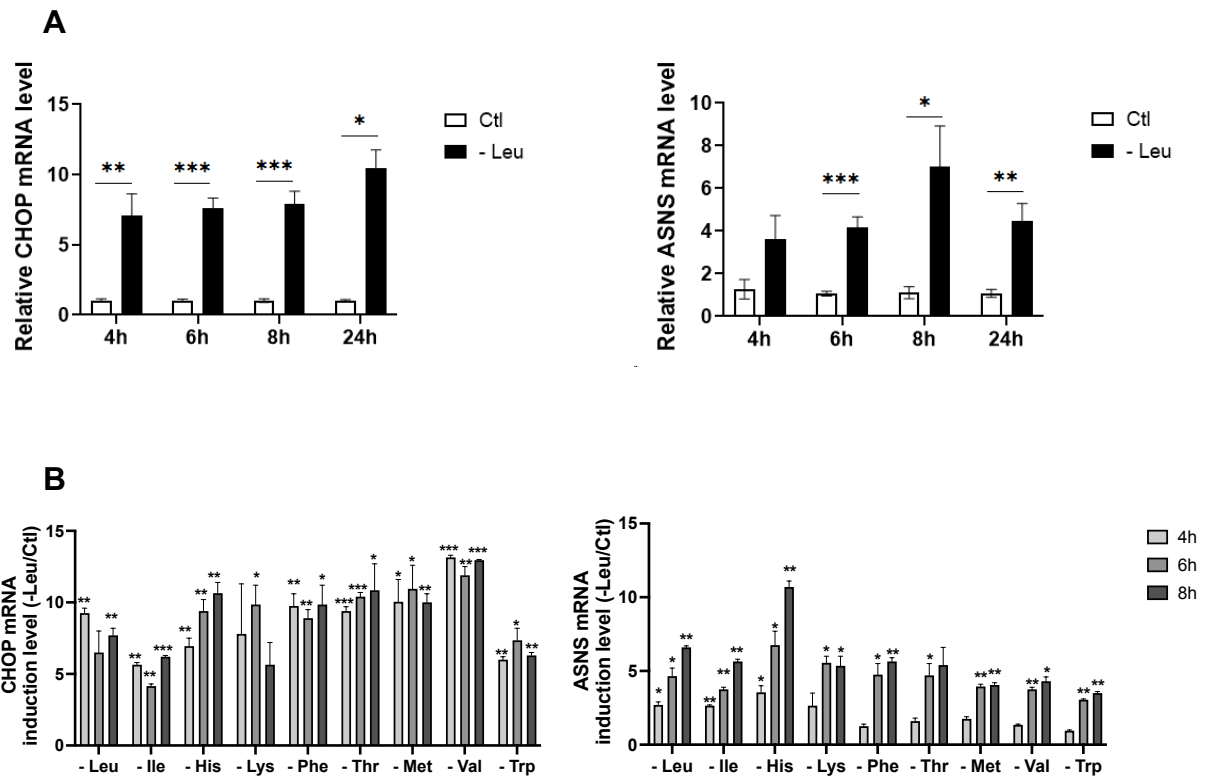 A
Relative CHOP mRNA level
15
10
5
0
** *** *** *
4h 6h 8h 24h
Ctl
- Leu
Relative ASNS mRNA level
10
8
6
4
2
0
*** * **
4h 6h 8h 24h
Ctl
- Leu
B
CHOP mRNA
induction level (-Leu/Ctl)
15
10
5
0
** ** ** ** *** ** ** ** * ** ** * *** *** * * * ** *** ** *** ** * **
- Leu - Ile - His - Lys - Phe - Thr - Met - Val - Trp
ASNS mRNA
induction level (-Leu/Ctl)
15
10
5
0
* * ** ** ** ** * * ** * * * ** * ** ** ** * ** **
- Leu - Ile - His - Lys - Phe - Thr - Met - Val - Trp
4h
6h
8h